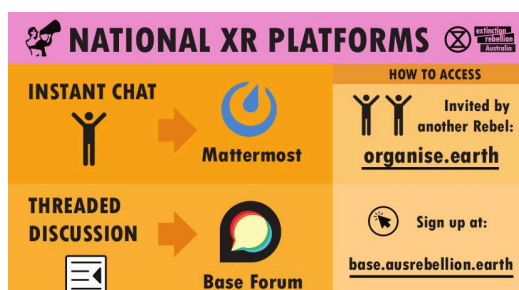 NATIONAL XR PLATFORMS
extinction
rebellion
Australia
HOW TO ACCESS
INSTANT CHAT
Mattermost
Invited by
another Rebel:
organise.earth
THREADED
DISCUSSION
Base Forum
Sign up at:
base.ausrebellion.earth